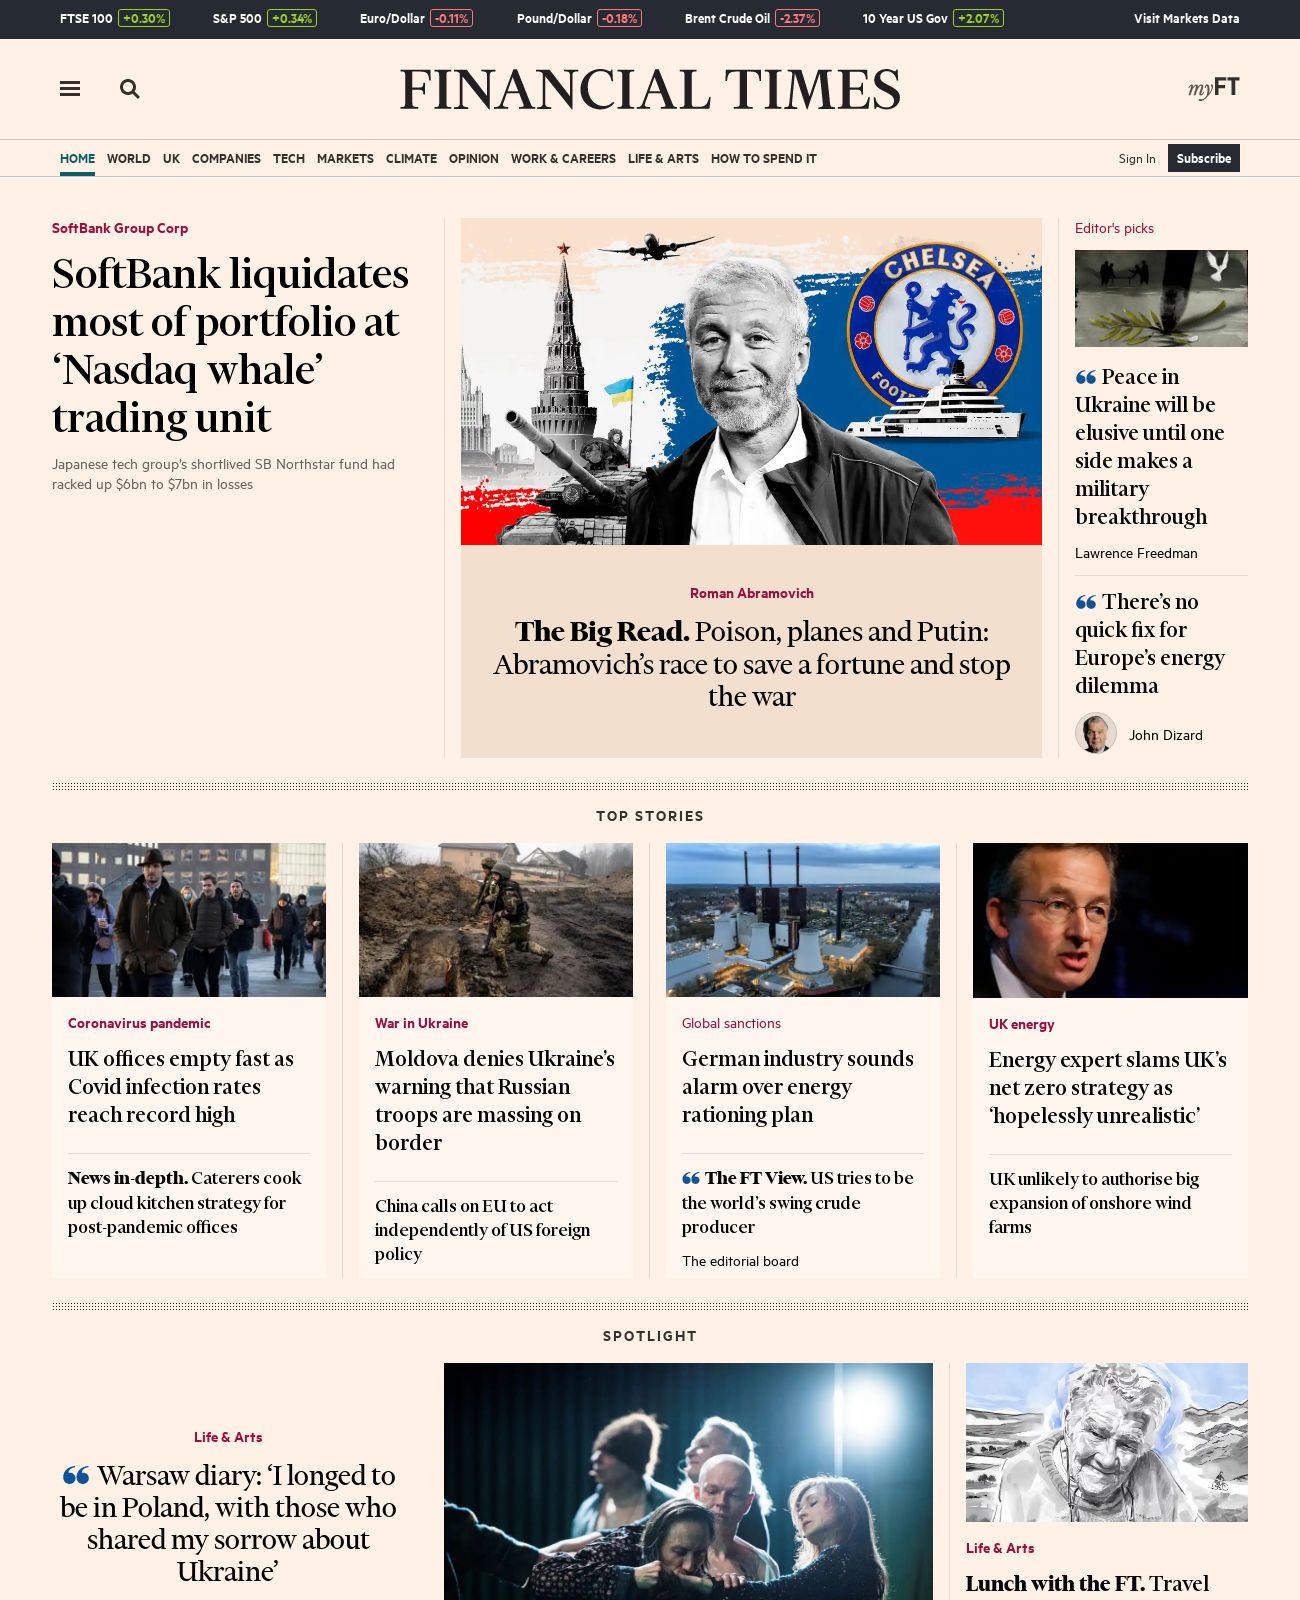 FTSE 100 +0.30% S&P 500 +0.34% Euro/Dollar -0.11% Pound/Dollar -0.18% Brent Crude Oil -2.37% 10 Year US Gov +2.07% Visit Markets Data
FINANCIAL TIMES
myFT
HOME WORLD UK COMPANIES TECH MARKETS CLIMATE OPINION WORK & CAREERS LIFE & ARTS HOW TO SPEND IT Sign In Subscribe
SoftBank Group Corp
SoftBank liquidates
most of portfolio at
‘Nasdaq whale’
trading unit
Japanese tech group’s shortlived SB Northstar fund had
racked up $6bn to $7bn in losses
CHELSEA
Roman Abramovich
The Big Read. Poison, planes and Putin:
Abramovich’s race to save a fortune and stop
the war
Editor's picks
“ Peace in
Ukraine will be
elusive until one
side makes a
military
breakthrough
Lawrence Freedman
“ There’s no
quick fix for
Europe’s energy
dilemma
John Dizard
TOP STORIES
Coronavirus pandemic
UK offices empty fast as
Covid infection rates
reach record high
News in-depth. Caterers cook
up cloud kitchen strategy for
post-pandemic offices
War in Ukraine
Moldova denies Ukraine’s
warning that Russian
troops are massing on
border
China calls on EU to act
independently of US foreign
policy
Global sanctions
German industry sounds
alarm over energy
rationing plan
“ The FT View. US tries to be
the world’s swing crude
producer
The editorial board
UK energy
Energy expert slams UK’s
net zero strategy as
‘hopelessly unrealistic’
UK unlikely to authorise big
expansion of onshore wind
farms
SPOTLIGHT
Life & Arts
“ Warsaw diary: ‘I longed to
be in Poland, with those who
shared my sorrow about
Ukraine’
Life & Arts
Lunch with the FT. Travel